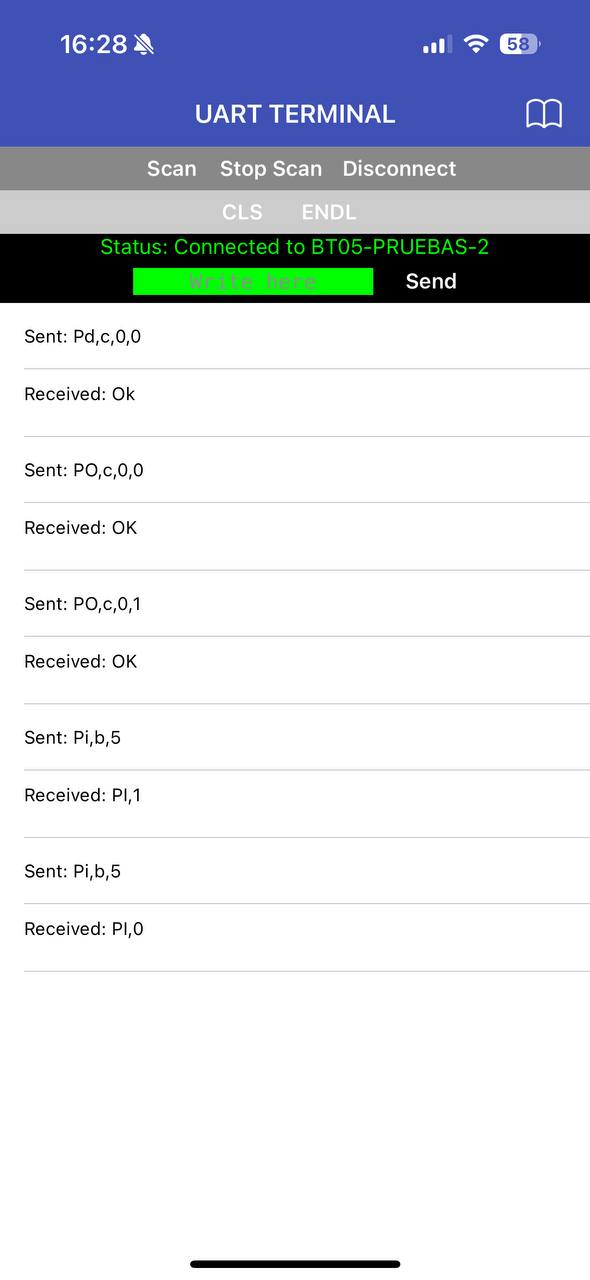 16:28
58
UART TERMINAL
Scan Stop Scan Disconnect
CLS ENDL
Status: Connected to BT05-PRUEBAS-2
Write here Send
Sent: Pd,c,0,0
Received: Ok
Sent: PO,c,0,0
Received: OK
Sent: PO,c,0,1
Received: OK
Sent: Pi,b,5
Received: PI,1
Sent: Pi,b,5
Received: PI,0